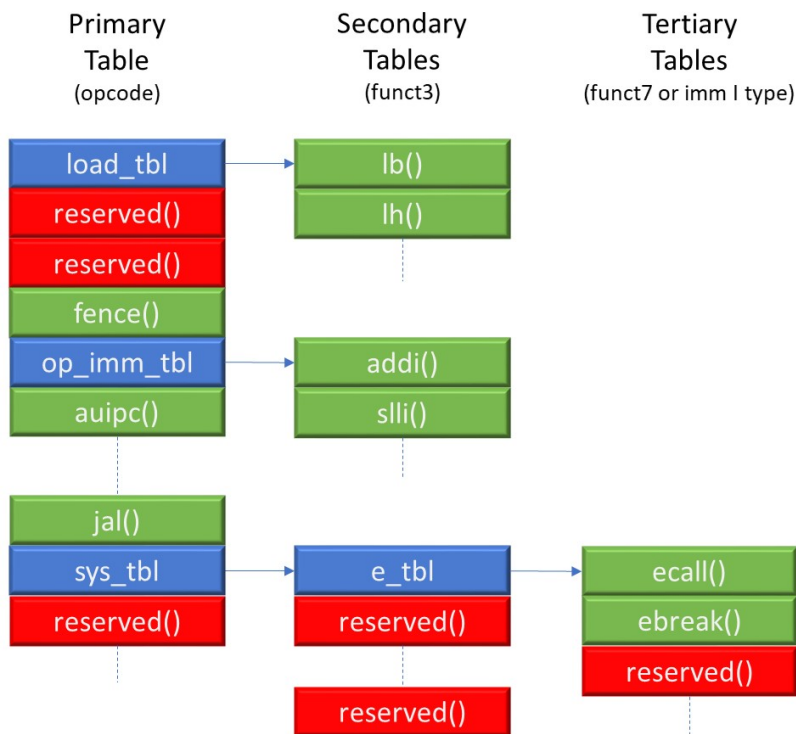 Primary
Table
(opcode)
Secondary
Tables
(funct3)
Tertiary
Tables
(funct7 or imm I type)
load_tbl
reserved()
reserved()
fence()
op_imm_tbl
auipc()
jal()
sys_tbl
reserved()
lb()
lh()
addi()
slli()
e_tbl
reserved()
reserved()
ecall()
ebreak()
reserved()